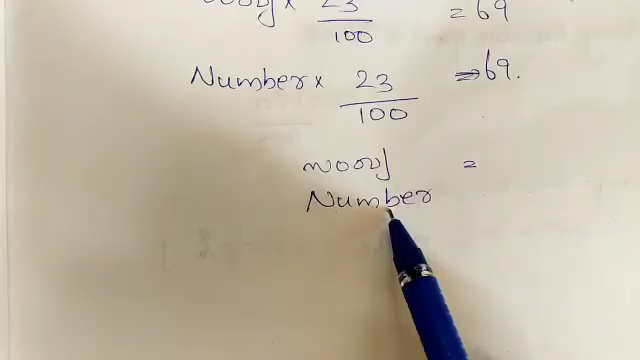 സംഖ്യ × 23/100 = 69
Number × 23/100 = 69.
സംഖ്യ =
Number